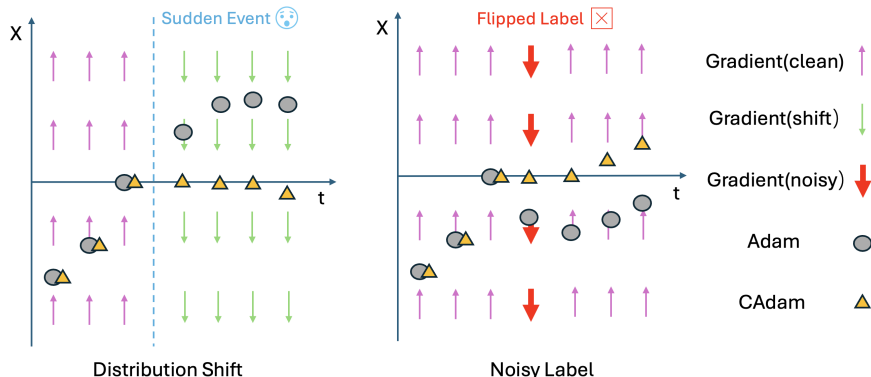 Sudden Event
Flipped Label
X
X
Gradient(clean)
Gradient(shift)
t
t
Gradient(noisy)
Adam
CAdam
Distribution Shift
Noisy Label